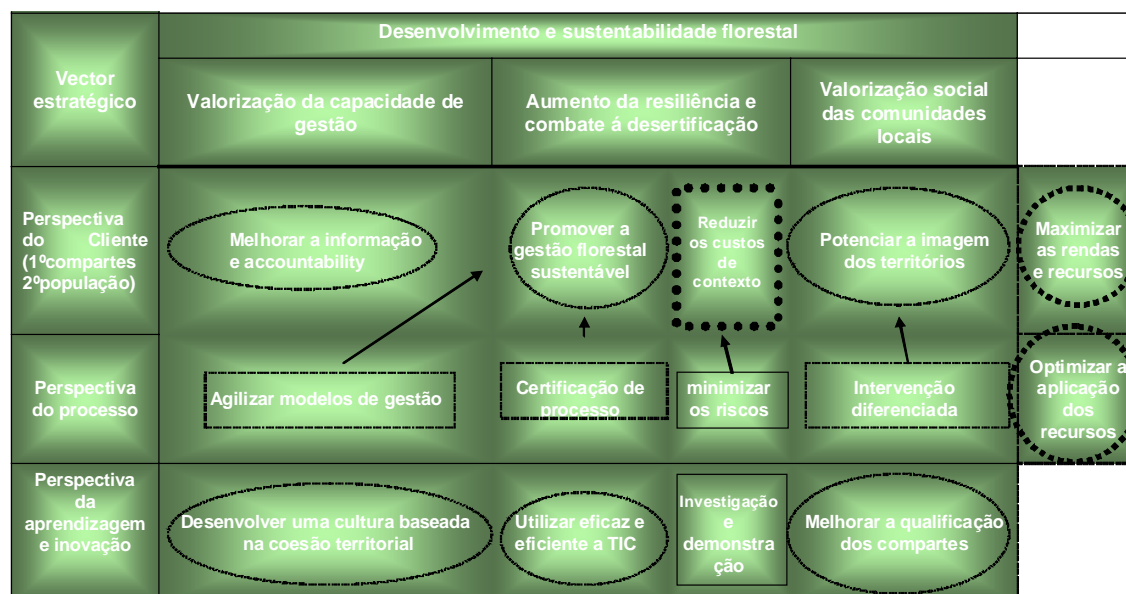 Desenvolvimento e sustentabilidade florestal
Vector
estratégico
Valorização da capacidade de
gestão
Aumento da resiliência e
combate á desertificação
Valorização social
das comunidades
locais
Perspectiva
do Cliente
(1ºcompartes
2ºpopulação)
Melhorar a informação
e accountability
Promover a
gestão florestal
sustentável
Reduzir
os custos
de
contexto
Potenciar a imagem
dos territórios
Maximizar
as rendas
e recursos
Perspectiva
do processo
Agilizar modelos de gestão
Certificação de
processo
minimizar
os riscos
Intervenção
diferenciada
Optimizar a
aplicação
dos
recursos
Perspectiva
da
aprendizagem
e inovação
Desenvolver uma cultura baseada
na coesão territorial
Utilizar eficaz e
eficiente a TIC
Investigação
e
demonstra
ção
Melhorar a qualificação
dos compartes